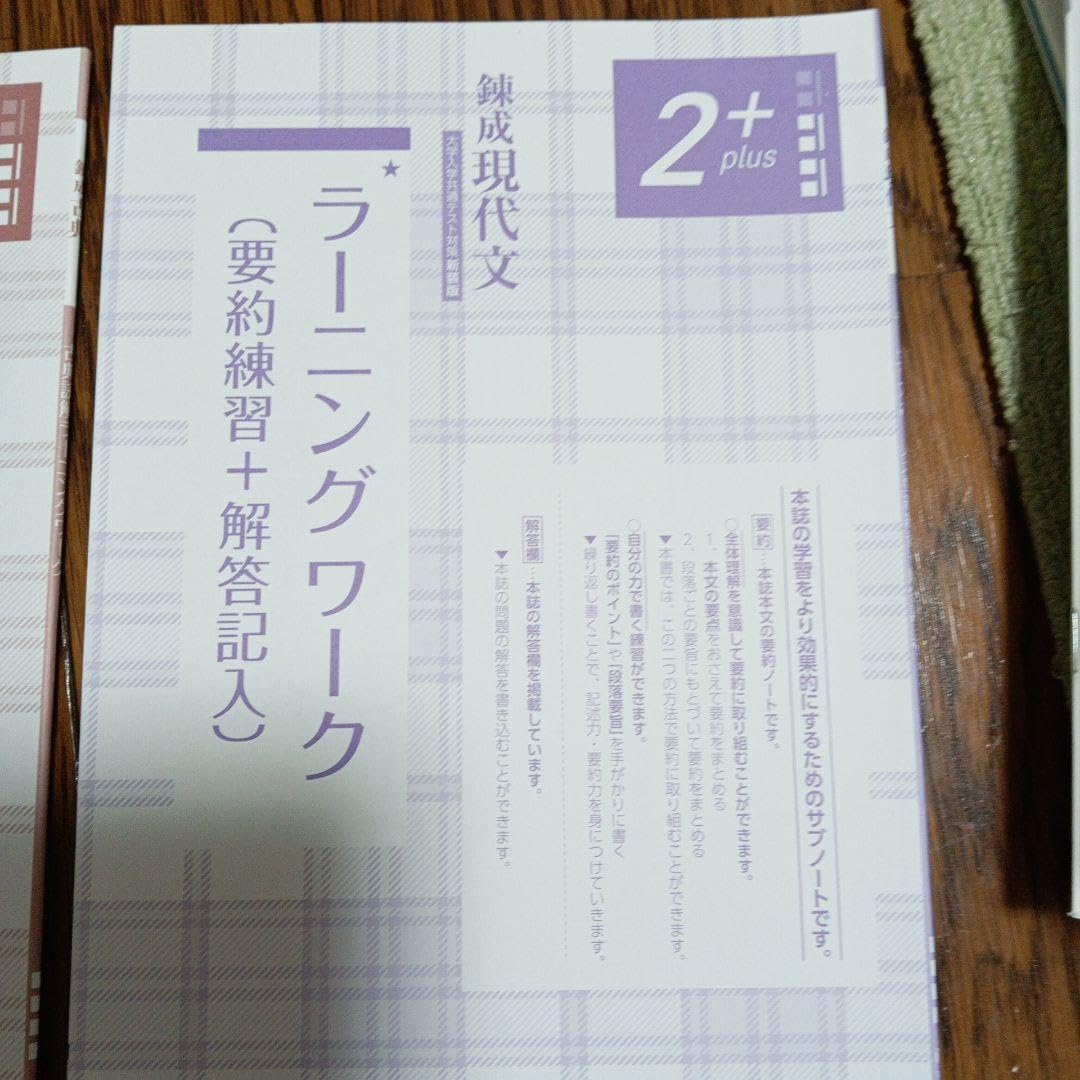 2+
plus
錬成現代文
大学入学共通テスト対策 新装版
★
ラーニングワーク
(要約練習+解答記入)
本誌の学習をより効果的にするためのサブノートです。
要約…本誌本文の要約ノートです。
○全体理解を意識して要約に取り組むことができます。
1、本文の要点をおさえて要約をまとめる
2、段落ごとの要旨にもとづいて要約をまとめる
▼本書では、この二つの方法で要約に取り組むことができます。
○自分の力で書く練習ができます。
「要約のポイント」や「段落要旨」を手がかりに書く
▼繰り返し書くことで、記述力・要約力を身につけていきます。
解答欄…本誌の解答欄を掲載しています。
▼本誌の問題の解答を書き込むことができます。